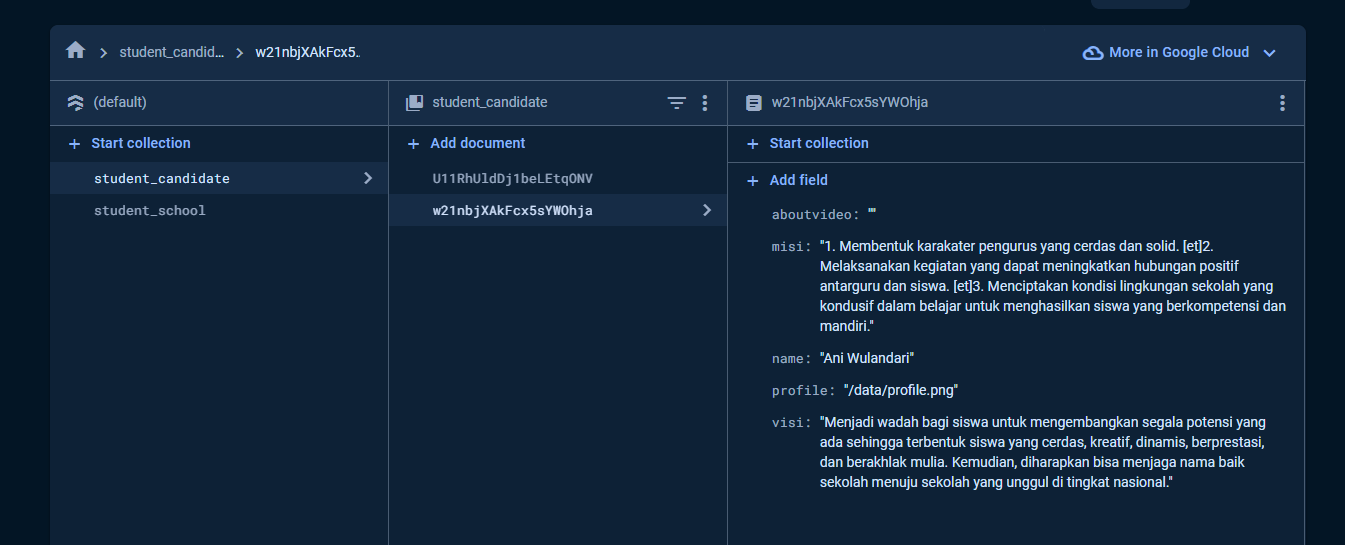 student_candid... > w21nbjXAkFcx5..
More in Google Cloud
(default)
student_candidate
w21nbjXAkFcx5sYWOhja
+ Start collection
+ Add document
+ Start collection
student_candidate
student_school
U11RhUldDj1beLEtqONV
w21nbjXAkFcx5sYWOhja
+ Add field
aboutvideo: ""
misi: "1. Membentuk karakater pengurus yang cerdas dan solid. [et]2.
Melaksanakan kegiatan yang dapat meningkatkan hubungan positif
antarguru dan siswa. [et]3. Menciptakan kondisi lingkungan sekolah yang
kondusif dalam belajar untuk menghasilkan siswa yang berkompetensi dan
mandiri."
name: "Ani Wulandari"
profile: "/data/profile.png"
visi: "Menjadi wadah bagi siswa untuk mengembangkan segala potensi yang
ada sehingga terbentuk siswa yang cerdas, kreatif, dinamis, berprestasi,
dan berakhlak mulia. Kemudian, diharapkan bisa menjaga nama baik
sekolah menuju sekolah yang unggul di tingkat nasional."